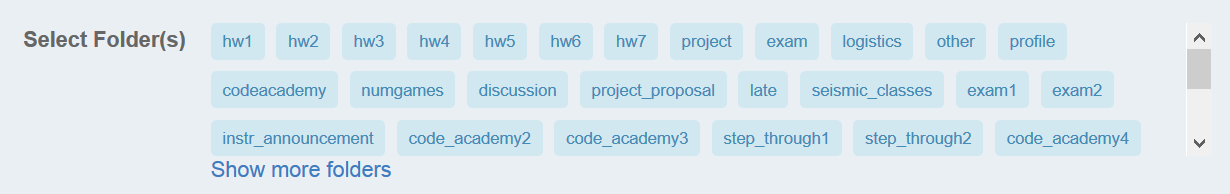 Select Folder(s) hw1 hw2 hw3 hw4 hw5 hw6 hw7 project exam logistics other profile
codeacademy numgames discussion project_proposal late seismic_classes exam1 exam2
instr_announcement code_academy2 code_academy3 step_through1 step_through2 code_academy4
Show more folders